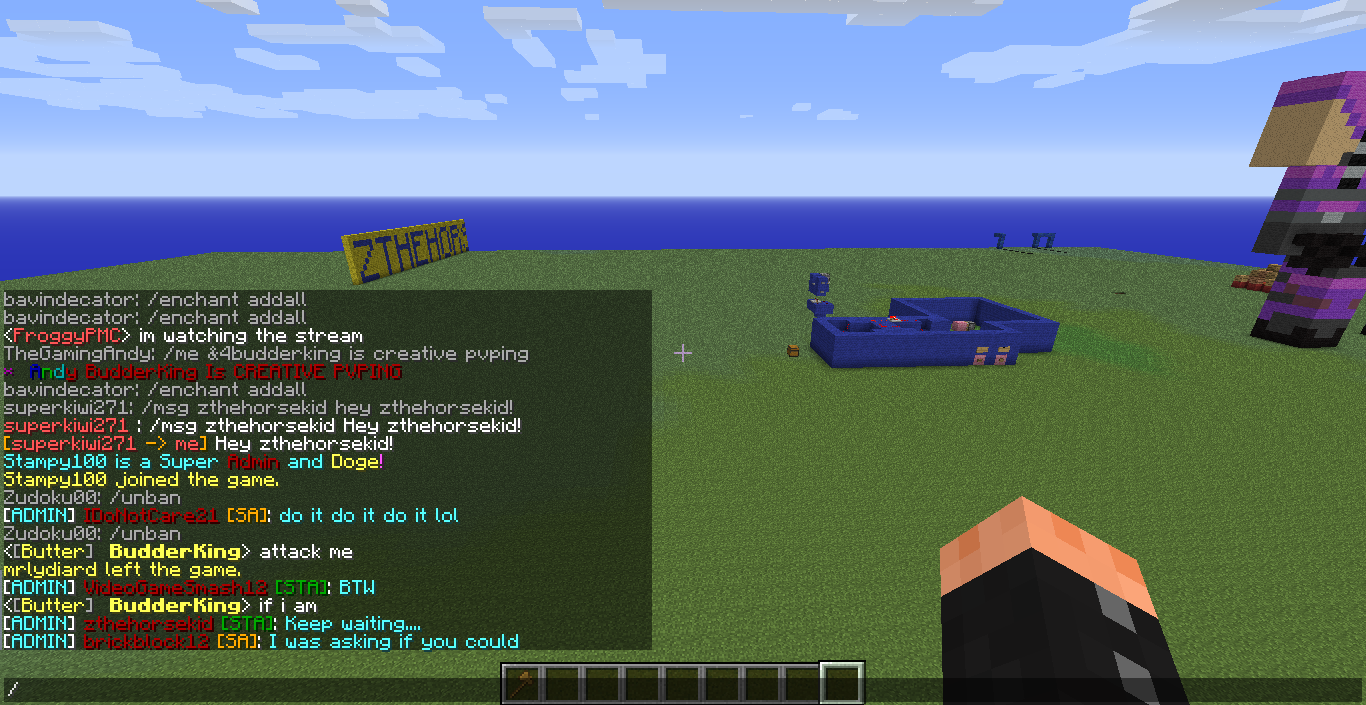 ZTHEHORS
bavindecator: /enchant addall
bavindecator: /enchant addall
<FroggyPMC> im watching the stream
TheGamingAndy: /me &4budderking is creative pvping
* Andy BudderKing Is CREATIVE PVPING
bavindecator: /enchant addall
superkiwi271: /msg zthehorsekid hey zthehorsekid!
superkiwi271 : /msg zthehorsekid Hey zthehorsekid!
[superkiwi271 -> me] Hey zthehorsekid!
Stampy100 is a Super Admin and Doge!
Stampy100 joined the game.
Zudoku00: /unban
[ADMIN] IDoNotCare21 [SA]: do it do it do it lol
Zudoku00: /unban
<[Butter] BudderKing> attack me
mrlydiard left the game.
[ADMIN] VideoGameSmash12 [STA]: BTW
<[Butter] BudderKing> if i am
[ADMIN] zthehorsekid [STA]: Keep waiting....
[ADMIN] brickblock12 [SA]: I was asking if you could
/